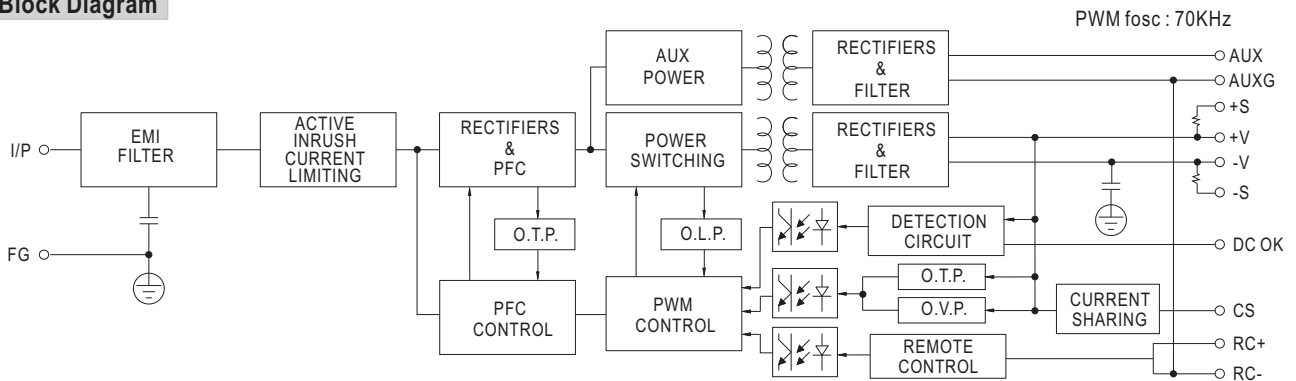 Block Diagram
PWM fosc : 70KHz
AUX
POWER
RECTIFIERS
&
FILTER
AUX
AUXG
+S
+V
-V
-S
I/P
EMI
FILTER
ACTIVE
INRUSH
CURRENT
LIMITING
RECTIFIERS
&
PFC
POWER
SWITCHING
RECTIFIERS
&
FILTER
O.T.P.
O.L.P.
DETECTION
CIRCUIT
DC OK
FG
PFC
CONTROL
PWM
CONTROL
O.T.P.
O.V.P.
CURRENT
SHARING
CS
REMOTE
CONTROL
RC+
RC-